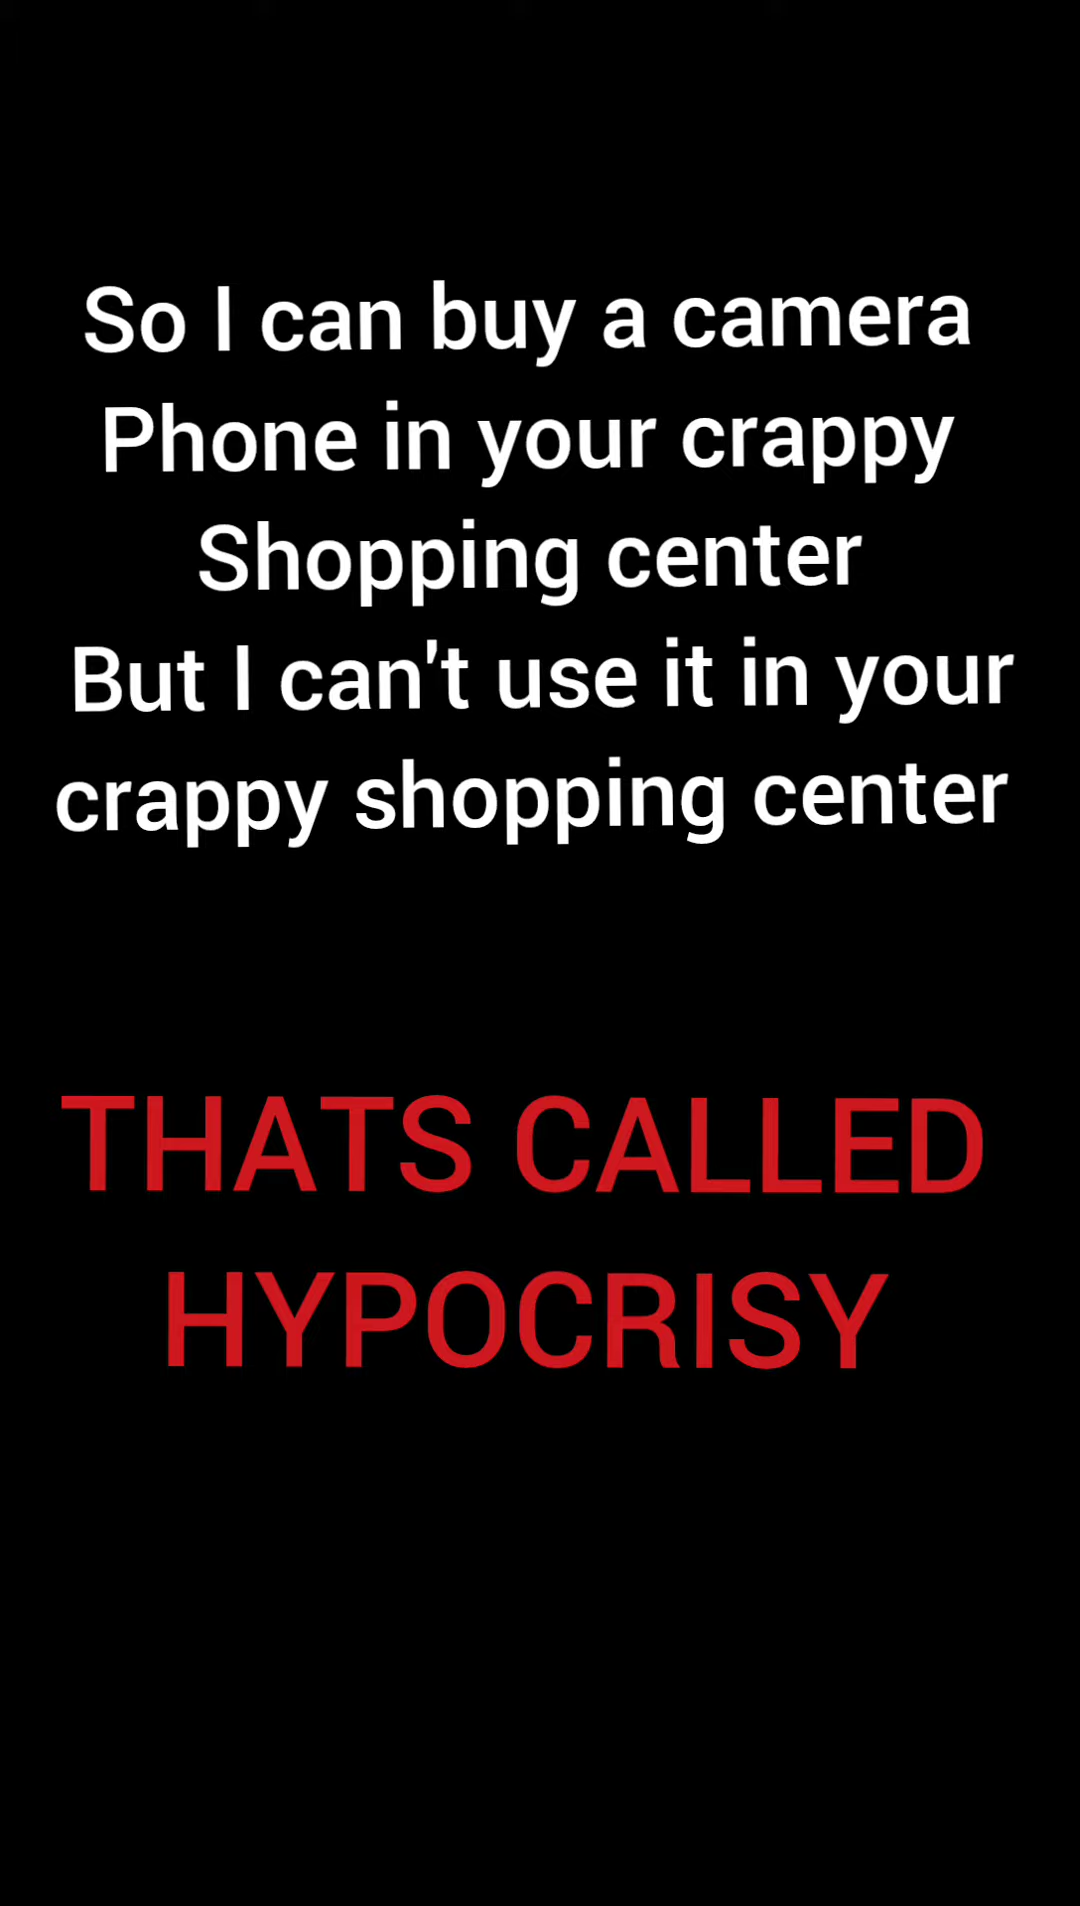 So I can buy a camera
Phone in your crappy
Shopping center
But I can't use it in your
crappy shopping center
THATS CALLED
HYPOCRISY